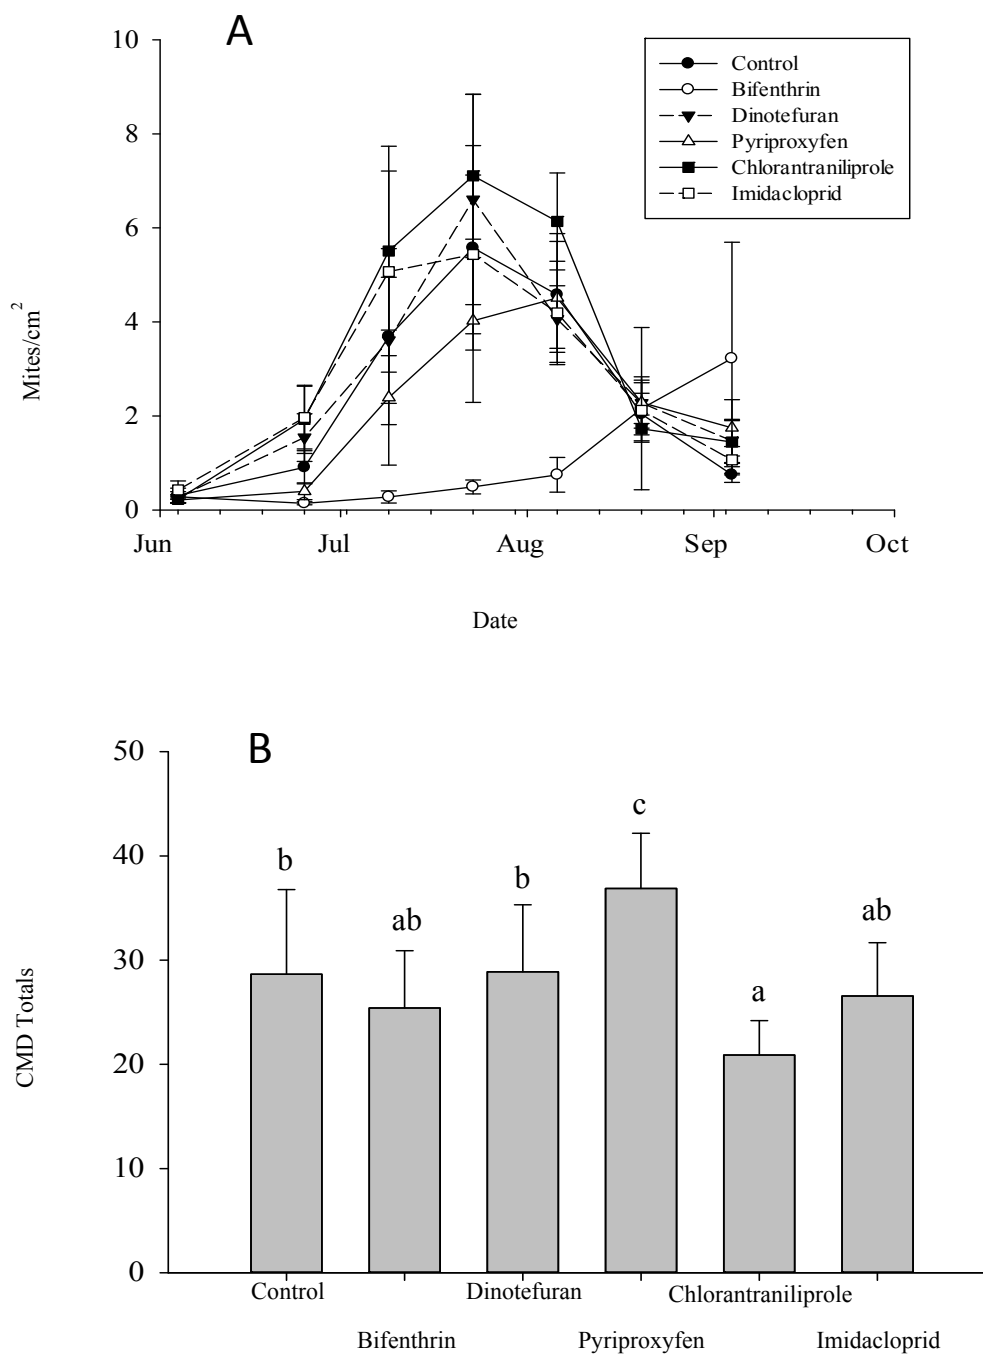 A
10
8
6
4
2
0
Mites/cm²
Control
Bifenthrin
Dinotefuran
Pyriproxyfen
Chlorantraniliprole
Imidacloprid
Jun Jul Aug Sep Oct
Date
B
50
40
30
20
10
0
CMD Totals
b ab b c a ab
Control Dinotefuran Chlorantraniliprole
Bifenthrin Pyriproxyfen Imidacloprid